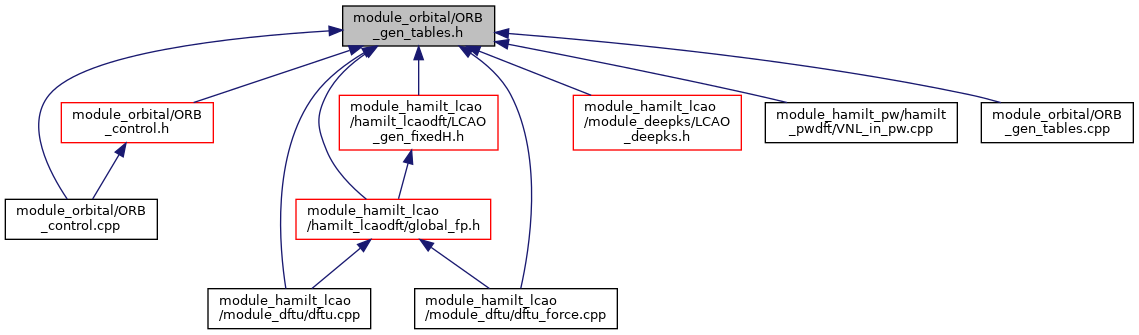 module_orbital/ORB
_gen_tables.h
module_orbital/ORB
_control.h
module_hamilt_lcao
/hamilt_lcaodft/LCAO
_gen_fixedH.h
module_hamilt_lcao
/module_deepks/LCAO
_deepks.h
module_hamilt_pw/hamilt
_pwdft/VNL_in_pw.cpp
module_orbital/ORB
_gen_tables.cpp
module_orbital/ORB
_control.cpp
module_hamilt_lcao
/hamilt_lcaodft/global_fp.h
module_hamilt_lcao
/module_dftu/dftu.cpp
module_hamilt_lcao
/module_dftu/dftu_force.cpp